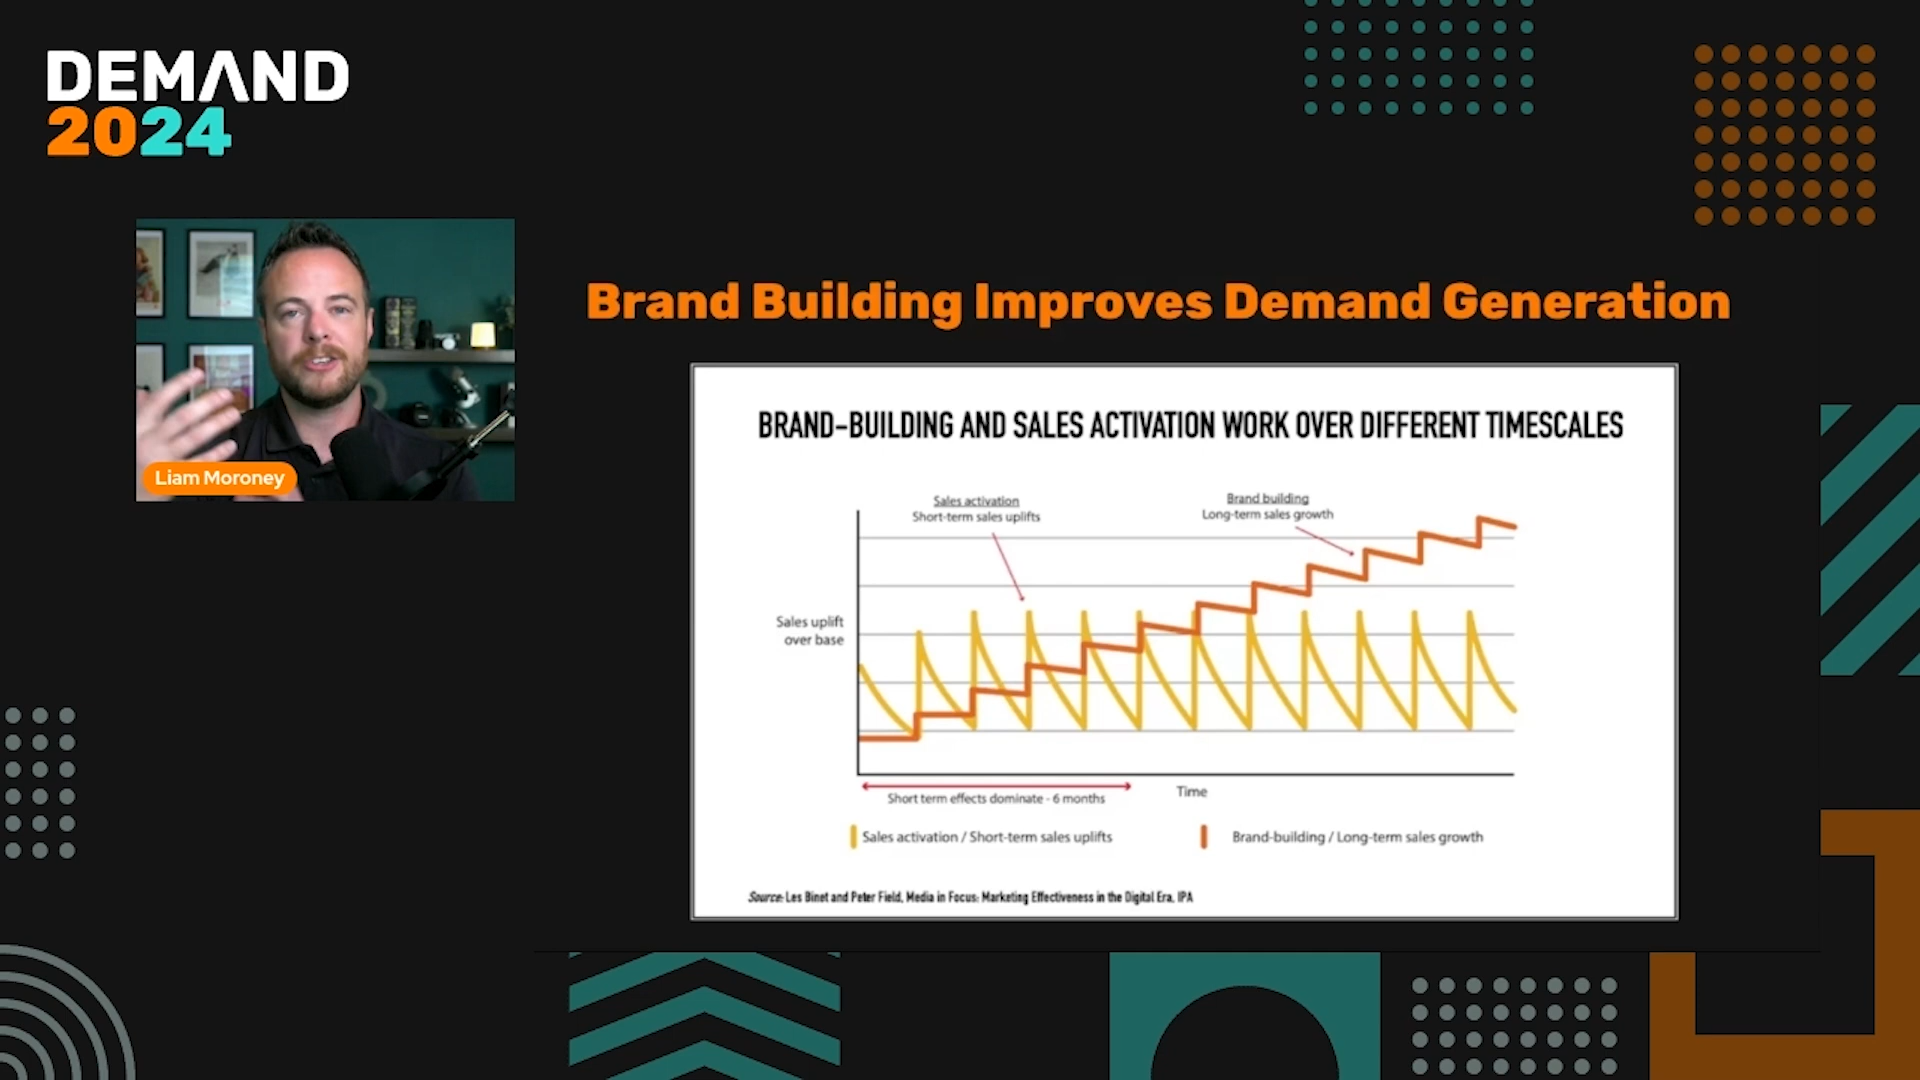 DEMAND
2024
Liam Moroney
Brand Building Improves Demand Generation
BRAND-BUILDING AND SALES ACTIVATION WORK OVER DIFFERENT TIMESCALES
Sales activation
Short-term sales uplifts
Brand building
Long-term sales growth
Sales uplift
over base
Short term effects dominate - 6 months
Time
Sales activation / Short-term sales uplifts
Brand-building / Long-term sales growth
Source: Les Binet and Peter Field, Media in Focus: Marketing Effectiveness in the Digital Era, IPA